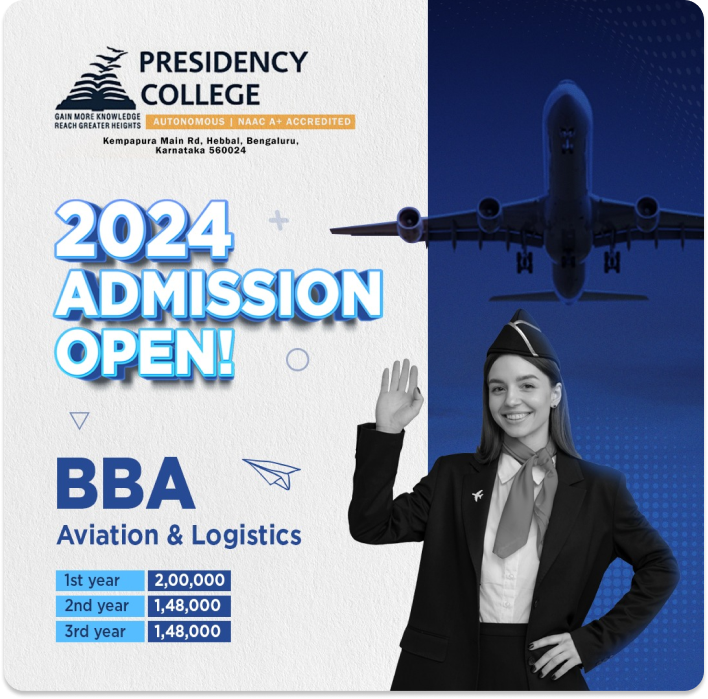 PRESIDENCY
COLLEGE
GAIN MORE KNOWLEDGE
REACH GREATER HEIGHTS
AUTONOMOUS | NAAC A+ ACCREDITED
Kempapura Main Rd, Hebbal, Bengaluru,
Karnataka 560024
2024
ADMISSION
OPEN!
BBA
Aviation & Logistics
1st year 2,00,000
2nd year 1,48,000
3rd year 1,48,000